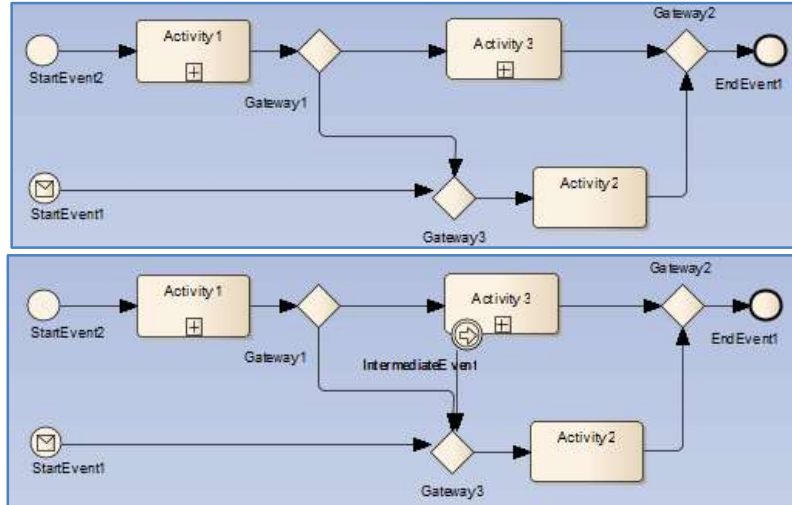 Gateway2
Activity1
Activity 3
StartEvent2
EndEvent1
Gateway1
Activity2
StartEvent1
Gateway3
Gateway2
Activity1
Activity 3
StartEvent2
EndEvent1
Gateway1
IntermediateEvent
Activity2
StartEvent1
Gateway3